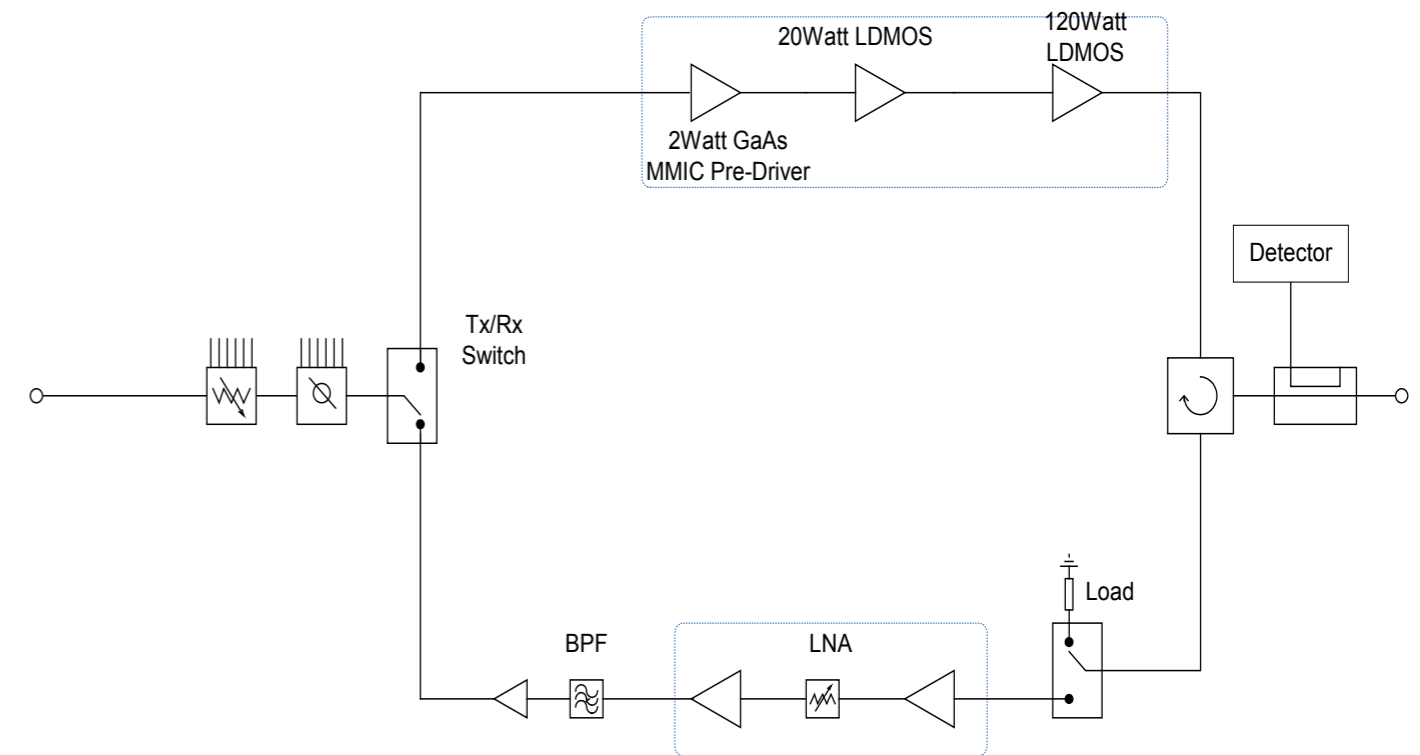 120Watt
LDMOS
20Watt LDMOS
2Watt GaAs
MMIC Pre-Driver
Detector
Tx/Rx
Switch
Load
BPF
LNA